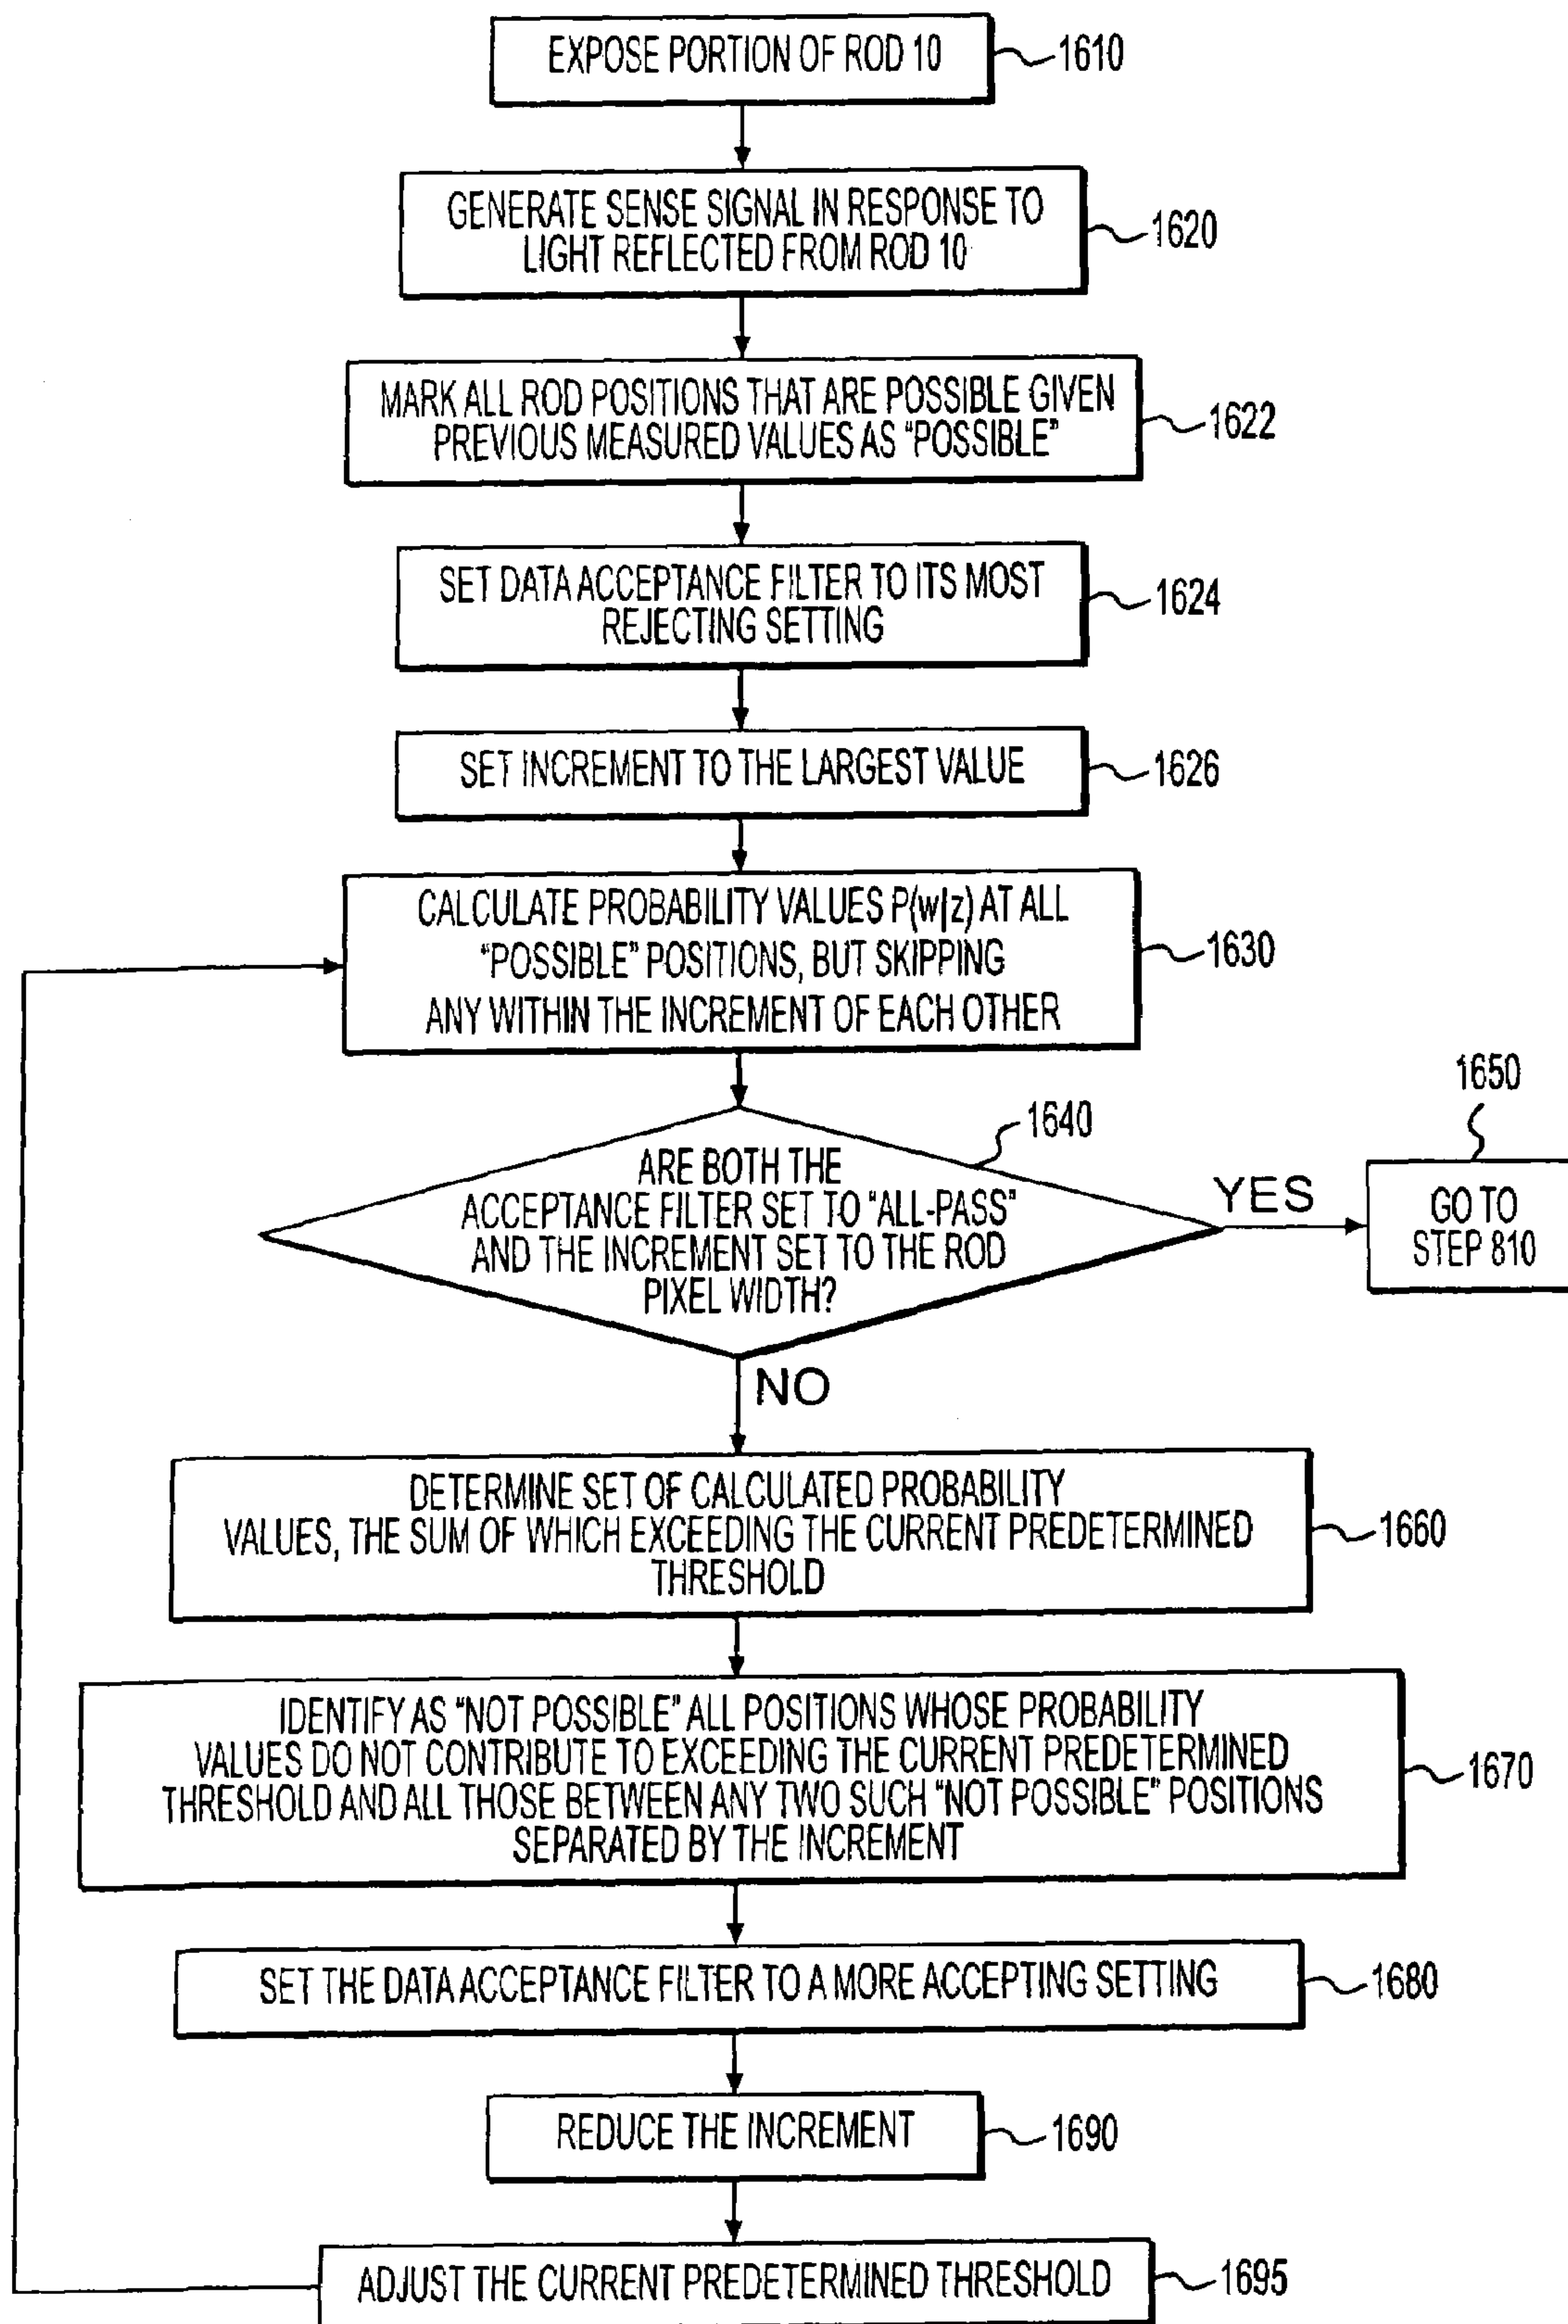 EXPOSE PORTION OF ROD 10
1610
GENERATE SENSE SIGNAL IN RESPONSE TO
LIGHT REFLECTED FROM ROD 10
1620
MARK ALL ROD POSITIONS THAT ARE POSSIBLE GIVEN
PREVIOUS MEASURED VALUES AS "POSSIBLE"
1622
SET DATA ACCEPTANCE FILTER TO ITS MOST
REJECTING SETTING
1624
SET INCREMENT TO THE LARGEST VALUE
1626
CALCULATE PROBABILITY VALUES P(w|z) AT ALL
"POSSIBLE" POSITIONS, BUT SKIPPING
ANY WITHIN THE INCREMENT OF EACH OTHER
1630
1640
ARE BOTH THE
ACCEPTANCE FILTER SET TO "ALL-PASS"
AND THE INCREMENT SET TO THE ROD
PIXEL WIDTH?
YES
1650
GO TO
STEP 810
NO
DETERMINE SET OF CALCULATED PROBABILITY
VALUES, THE SUM OF WHICH EXCEEDING THE CURRENT PREDETERMINED
THRESHOLD
1660
IDENTIFY AS "NOT POSSIBLE" ALL POSITIONS WHOSE PROBABILITY
VALUES DO NOT CONTRIBUTE TO EXCEEDING THE CURRENT PREDETERMINED
THRESHOLD AND ALL THOSE BETWEEN ANY TWO SUCH "NOT POSSIBLE" POSITIONS
SEPARATED BY THE INCREMENT
1670
SET THE DATA ACCEPTANCE FILTER TO A MORE ACCEPTING SETTING
1680
REDUCE THE INCREMENT
1690
ADJUST THE CURRENT PREDETERMINED THRESHOLD
1695